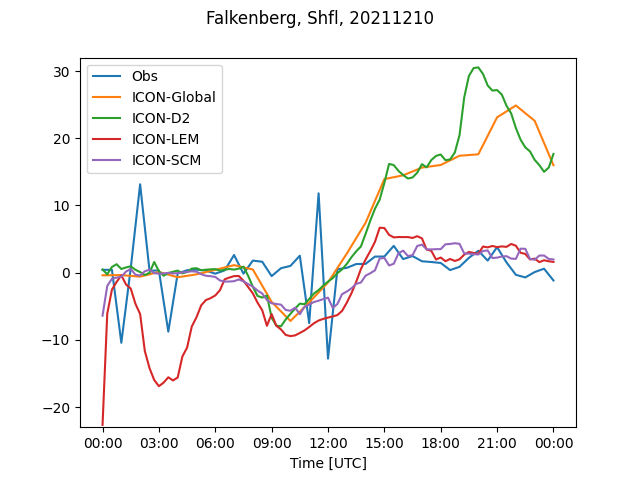 Falkenberg, Shfl, 20211210
Obs
ICON-Global
ICON-D2
ICON-LEM
ICON-SCM
30
20
10
0
−10
−20
00:00 03:00 06:00 09:00 12:00 15:00 18:00 21:00 00:00
Time [UTC]